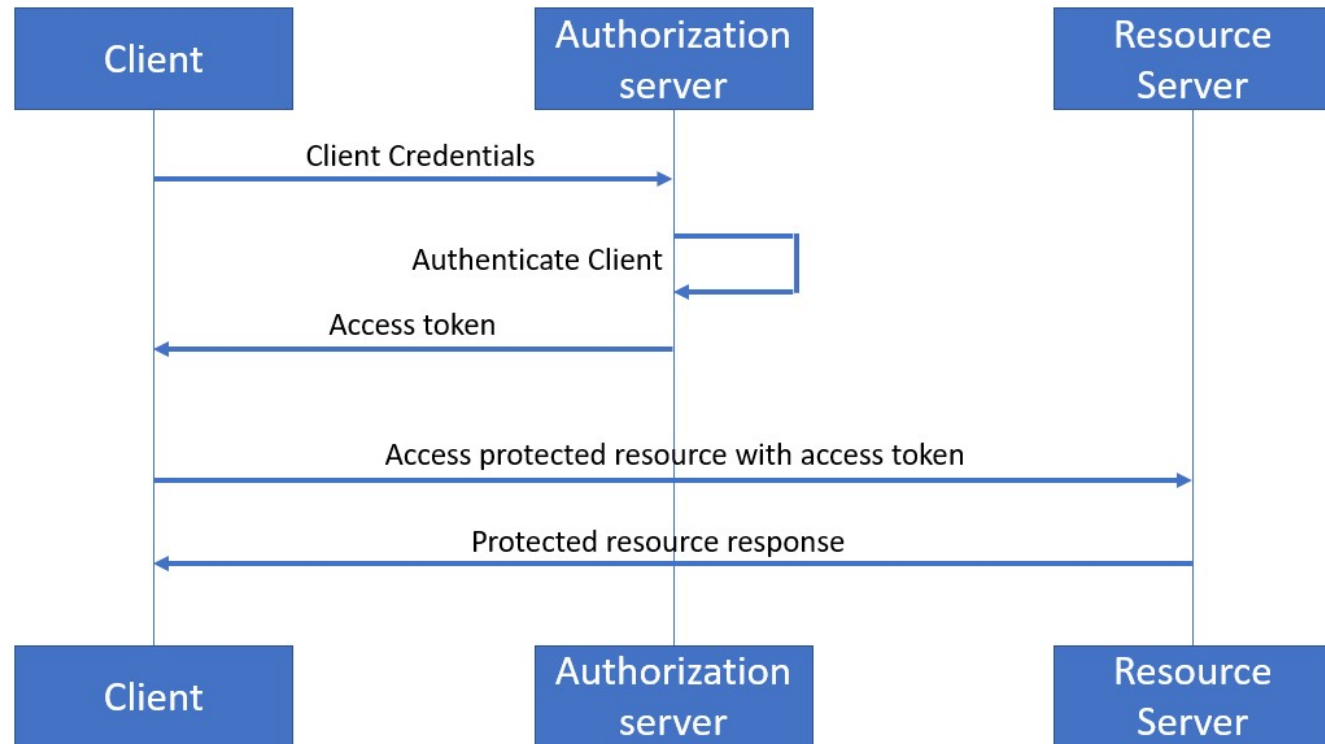 Client
Authorization
server
Resource
Server
Client Credentials
Authenticate Client
Access token
Access protected resource with access token
Protected resource response
Client
Authorization
server
Resource
Server